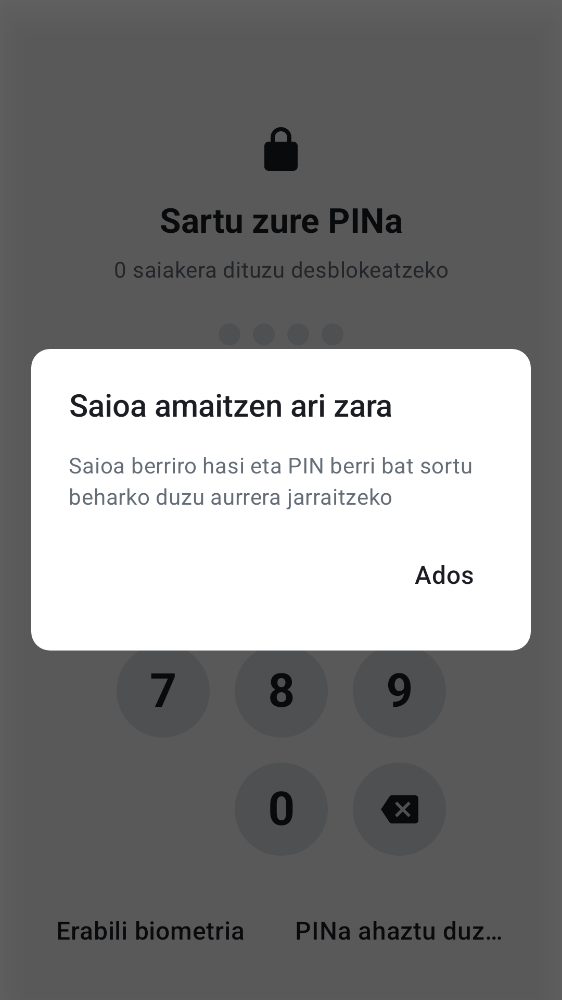 Sartu zure PINa
0 saiakera dituzu desblokeatzeko
Saioa amaitzen ari zara
Saioa berriro hasi eta PIN berri bat sortu
beharko duzu aurrera jarraitzeko
Ados
7 8 9
0
Erabili biometria PINa ahaztu duz…